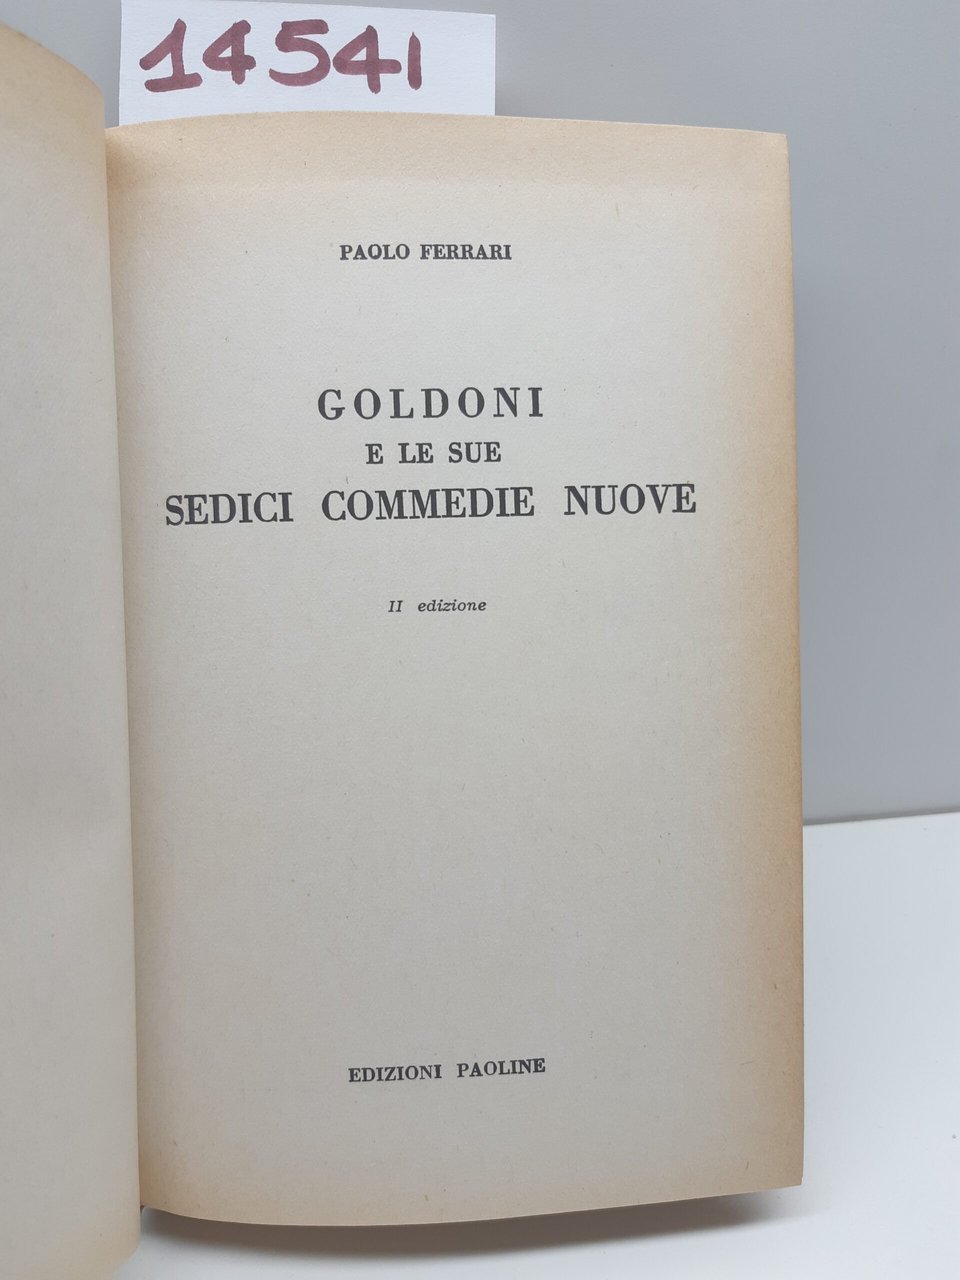 14541
PAOLO FERRARI
GOLDONI
E LE SUE
SEDICI COMMEDIE NUOVE
II edizione
EDIZIONI PAOLINE